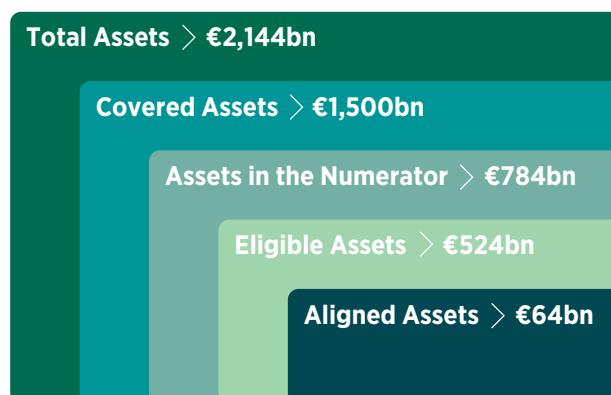 Total Assets > €2,144bn
Covered Assets > €1,500bn
Assets in the Numerator > €784bn
Eligible Assets > €524bn
Aligned Assets > €64bn